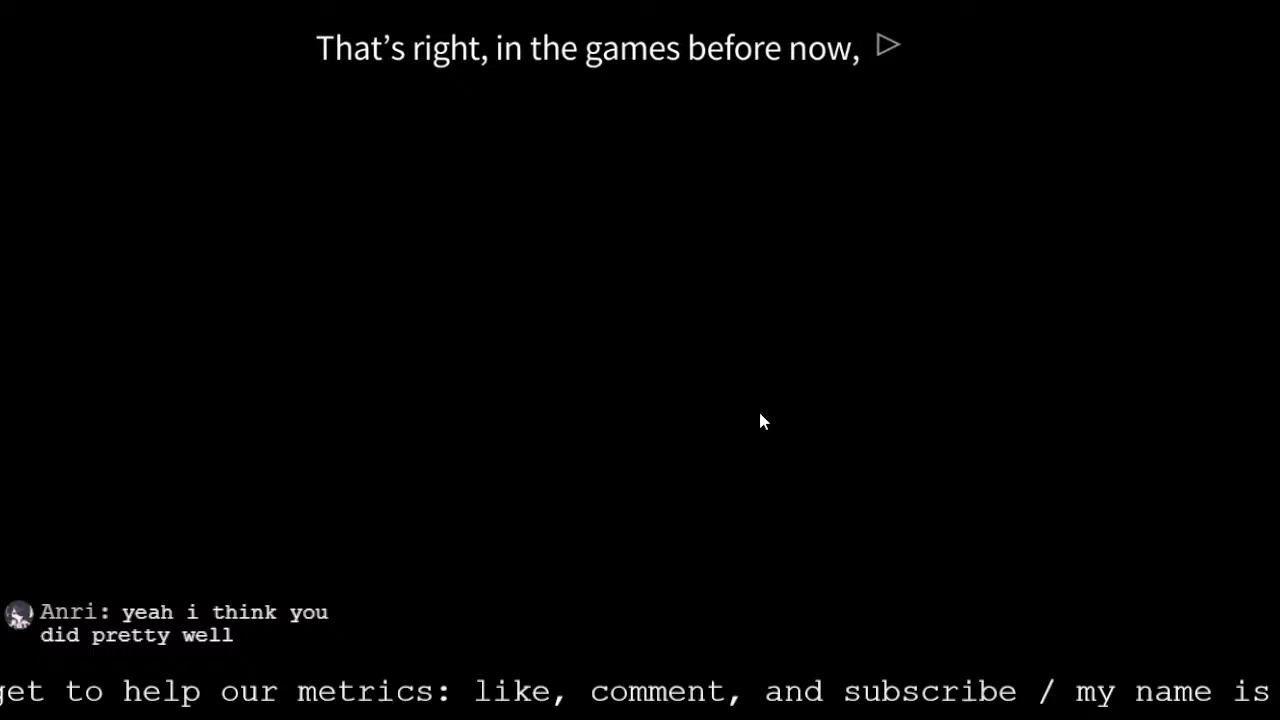 That’s right, in the games before now,
Anri: yeah i think you
did pretty well
get to help our metrics: like, comment, and subscribe / my name is